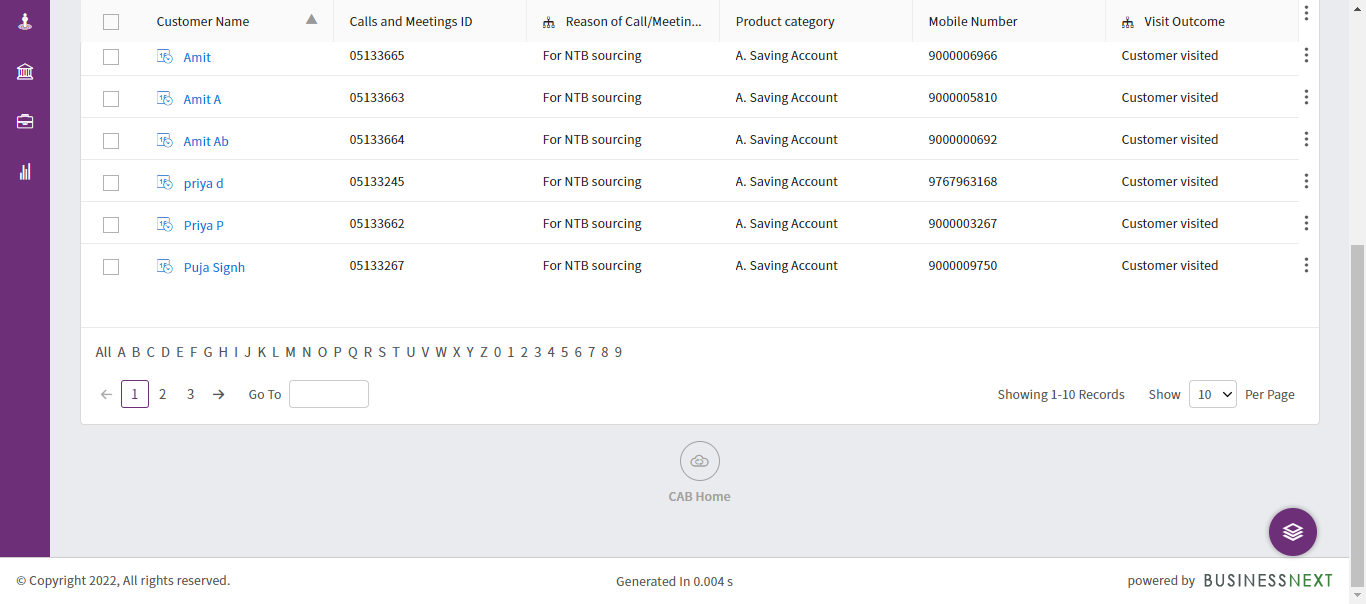 Customer Name Calls and Meetings ID Reason of Call/Meetin... Product category Mobile Number Visit Outcome
Amit 05133665 For NTB sourcing A. Saving Account 9000006966 Customer visited
Amit A 05133663 For NTB sourcing A. Saving Account 9000005810 Customer visited
Amit Ab 05133664 For NTB sourcing A. Saving Account 9000000692 Customer visited
priya d 05133245 For NTB sourcing A. Saving Account 9767963168 Customer visited
Priya P 05133662 For NTB sourcing A. Saving Account 9000003267 Customer visited
Puja Signh 05133267 For NTB sourcing A. Saving Account 9000009750 Customer visited
All A B C D E F G H I J K L M N O P Q R S T U V W X Y Z 0 1 2 3 4 5 6 7 8 9
1 2 3 Go To Showing 1-10 Records Show 10 Per Page
CAB Home
© Copyright 2022, All rights reserved. Generated In 0.004 s powered by BUSINESSNEXT